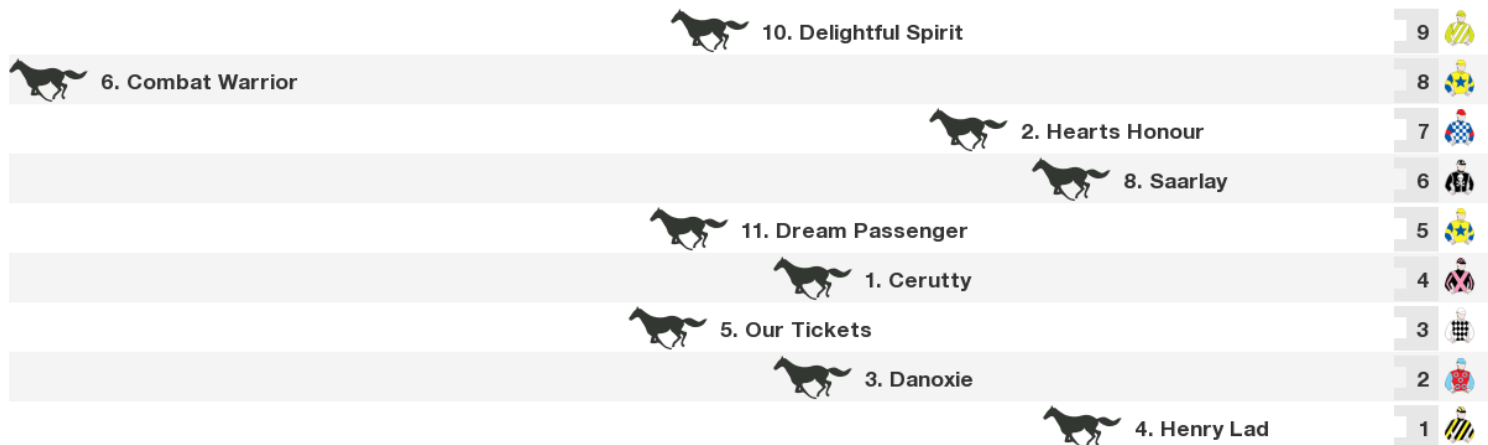 10. Delightful Spirit 9
6. Combat Warrior 8
2. Hearts Honour 7
8. Saarlay 6
11. Dream Passenger 5
1. Cerutty 4
5. Our Tickets 3
3. Danoxie 2
4. Henry Lad 1